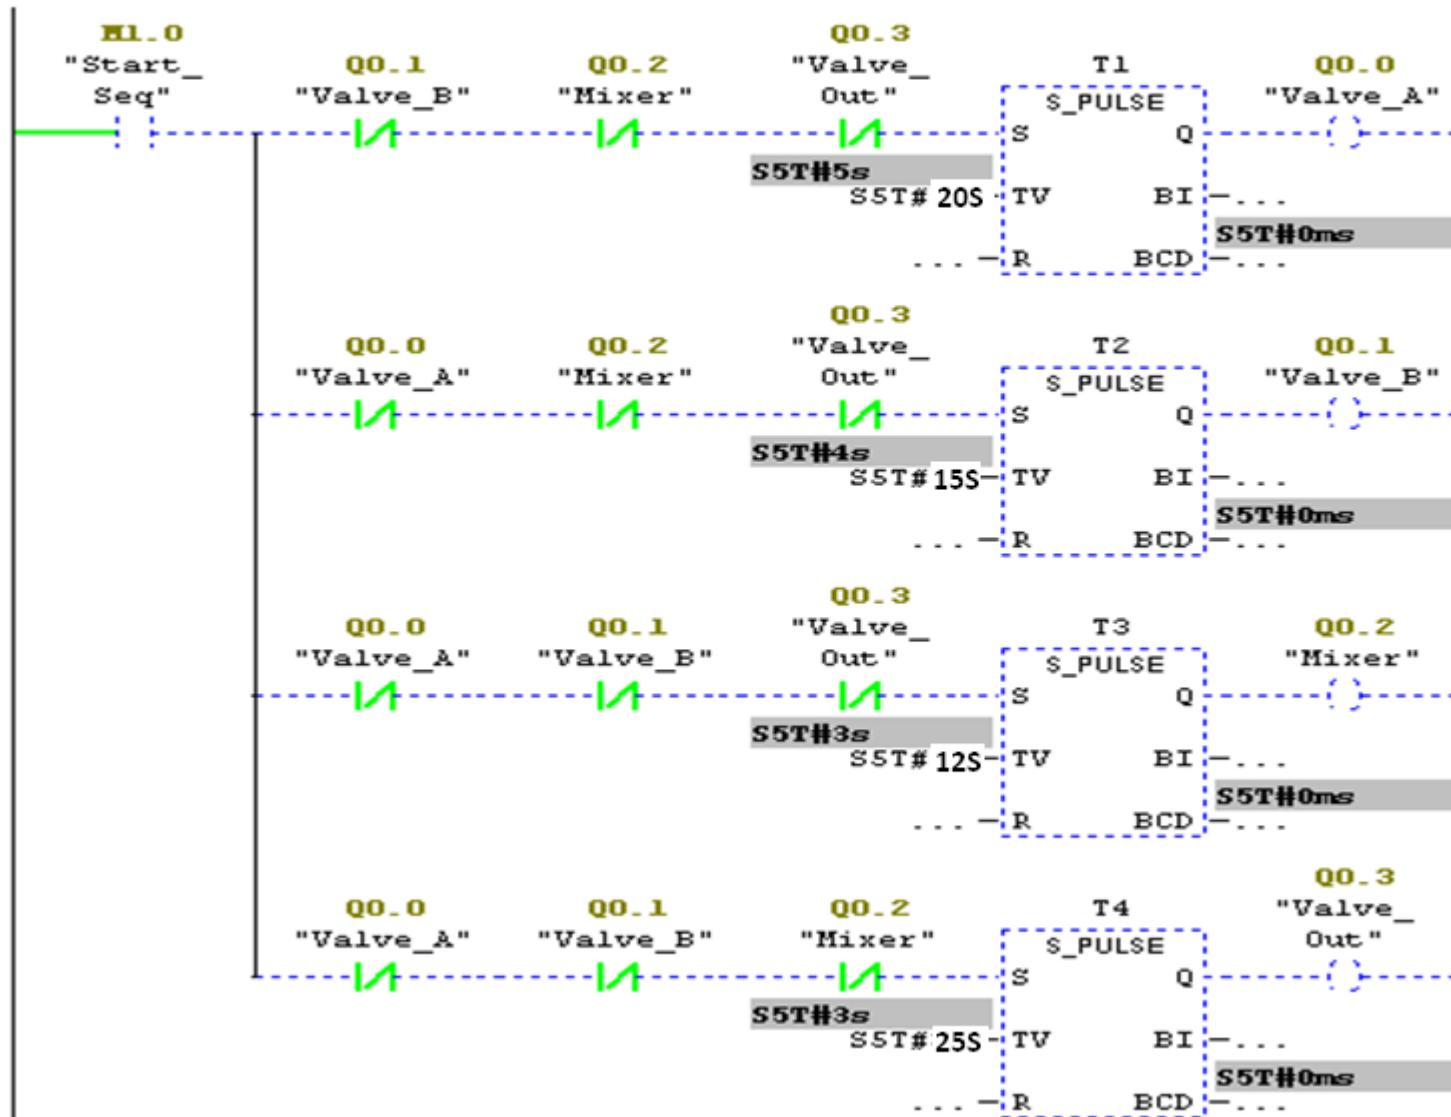 M1.0
"Start_
Seq"
Q0.1
"Valve_B"
Q0.2
"Mixer"
Q0.3
"Valve_
Out"
T1
S_PULSE
Q0.0
"Valve_A"
S
Q
S5T#5s
S5T# 20S
TV
BI
...
S5T#0ms
...
R
BCD
...
Q0.0
"Valve_A"
Q0.2
"Mixer"
Q0.3
"Valve_
Out"
T2
S_PULSE
Q0.1
"Valve_B"
S
Q
S5T#4s
S5T# 15S
TV
BI
...
S5T#0ms
...
R
BCD
...
Q0.0
"Valve_A"
Q0.1
"Valve_B"
Q0.3
"Valve_
Out"
T3
S_PULSE
Q0.2
"Mixer"
S
Q
S5T#3s
S5T# 12S
TV
BI
...
S5T#0ms
...
R
BCD
...
Q0.0
"Valve_A"
Q0.1
"Valve_B"
Q0.2
"Mixer"
T4
S_PULSE
Q0.3
"Valve_
Out"
S
Q
S5T#3s
S5T# 25S
TV
BI
...
S5T#0ms
...
R
BCD
...